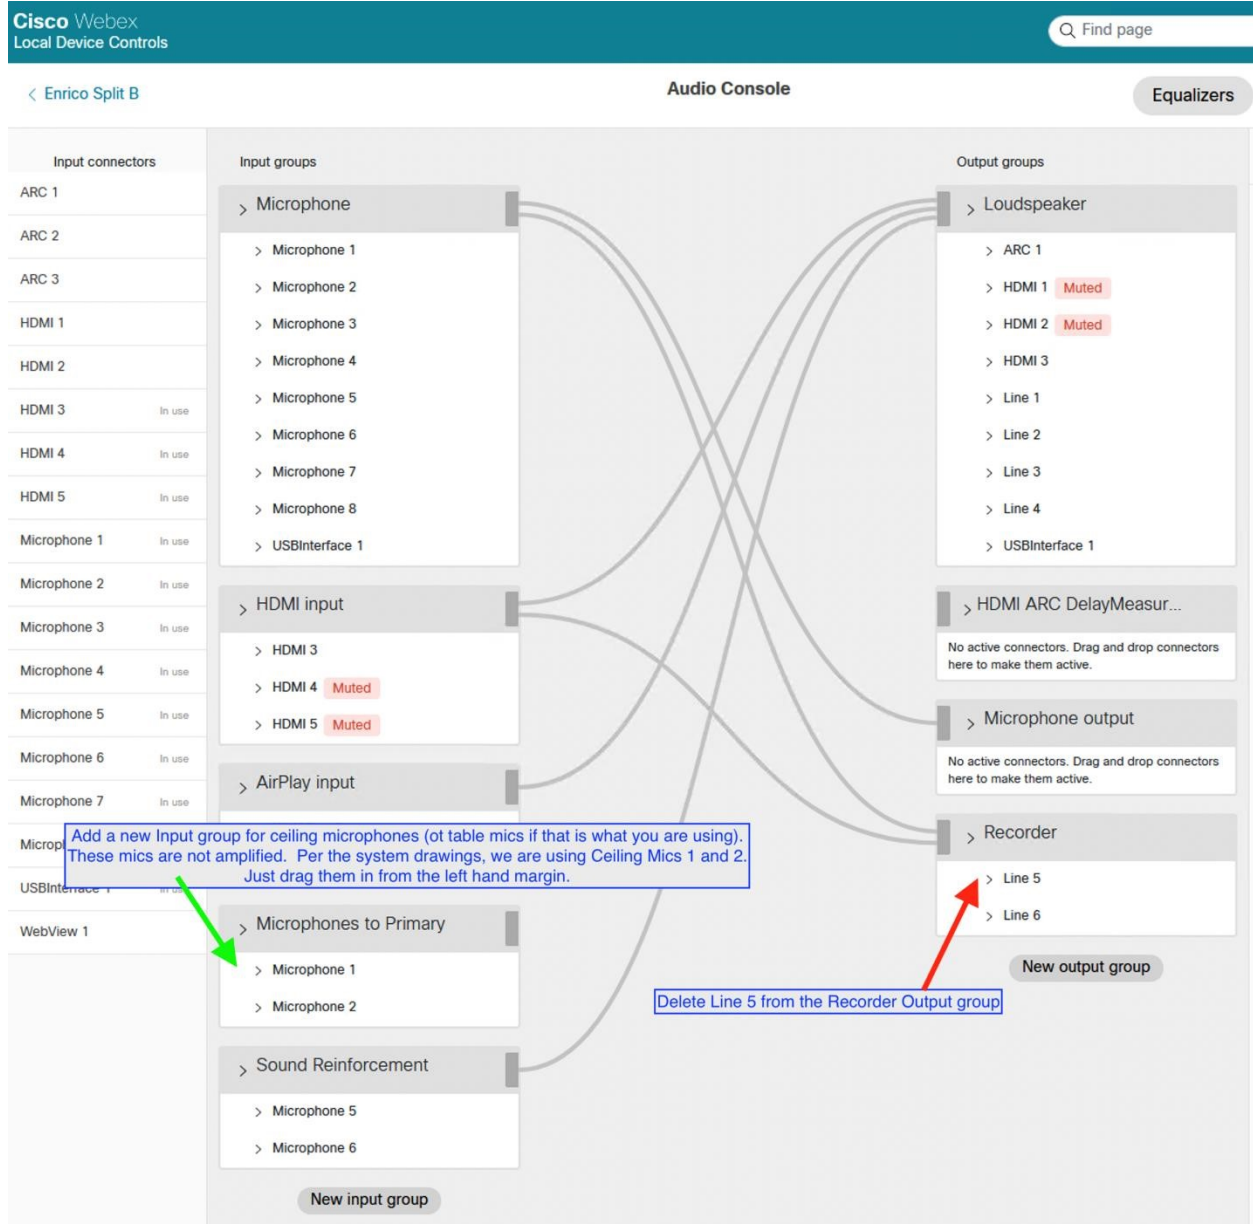 Cisco Webex
Local Device Controls
Find page
Enrico Split B
Audio Console
Equalizers
Input connectors
ARC 1
ARC 2
ARC 3
HDMI 1
HDMI 2
HDMI 3 In use
HDMI 4 In use
HDMI 5 In use
Microphone 1 In use
Microphone 2 In use
Microphone 3 In use
Microphone 4 In use
Microphone 5 In use
Microphone 6 In use
Microphone 7 In use
WebView 1
Input groups
Microphone
Microphone 1
Microphone 2
Microphone 3
Microphone 4
Microphone 5
Microphone 6
Microphone 7
Microphone 8
USBInterface 1
HDMI input
HDMI 3
HDMI 4 Muted
HDMI 5 Muted
AirPlay input
Add a new Input group for ceiling microphones (ot table mics if that is what you are using).
These mics are not amplified. Per the system drawings, we are using Ceiling Mics 1 and 2.
Just drag them in from the left hand margin.
Microphones to Primary
Microphone 1
Microphone 2
Sound Reinforcement
Microphone 5
Microphone 6
New input group
Output groups
Loudspeaker
ARC 1
HDMI 1 Muted
HDMI 2 Muted
HDMI 3
Line 1
Line 2
Line 3
Line 4
USBInterface 1
HDMI ARC DelayMeasur...
No active connectors. Drag and drop connectors
here to make them active.
Microphone output
No active connectors. Drag and drop connectors
here to make them active.
Recorder
Line 5
Line 6
New output group
Delete Line 5 from the Recorder Output group